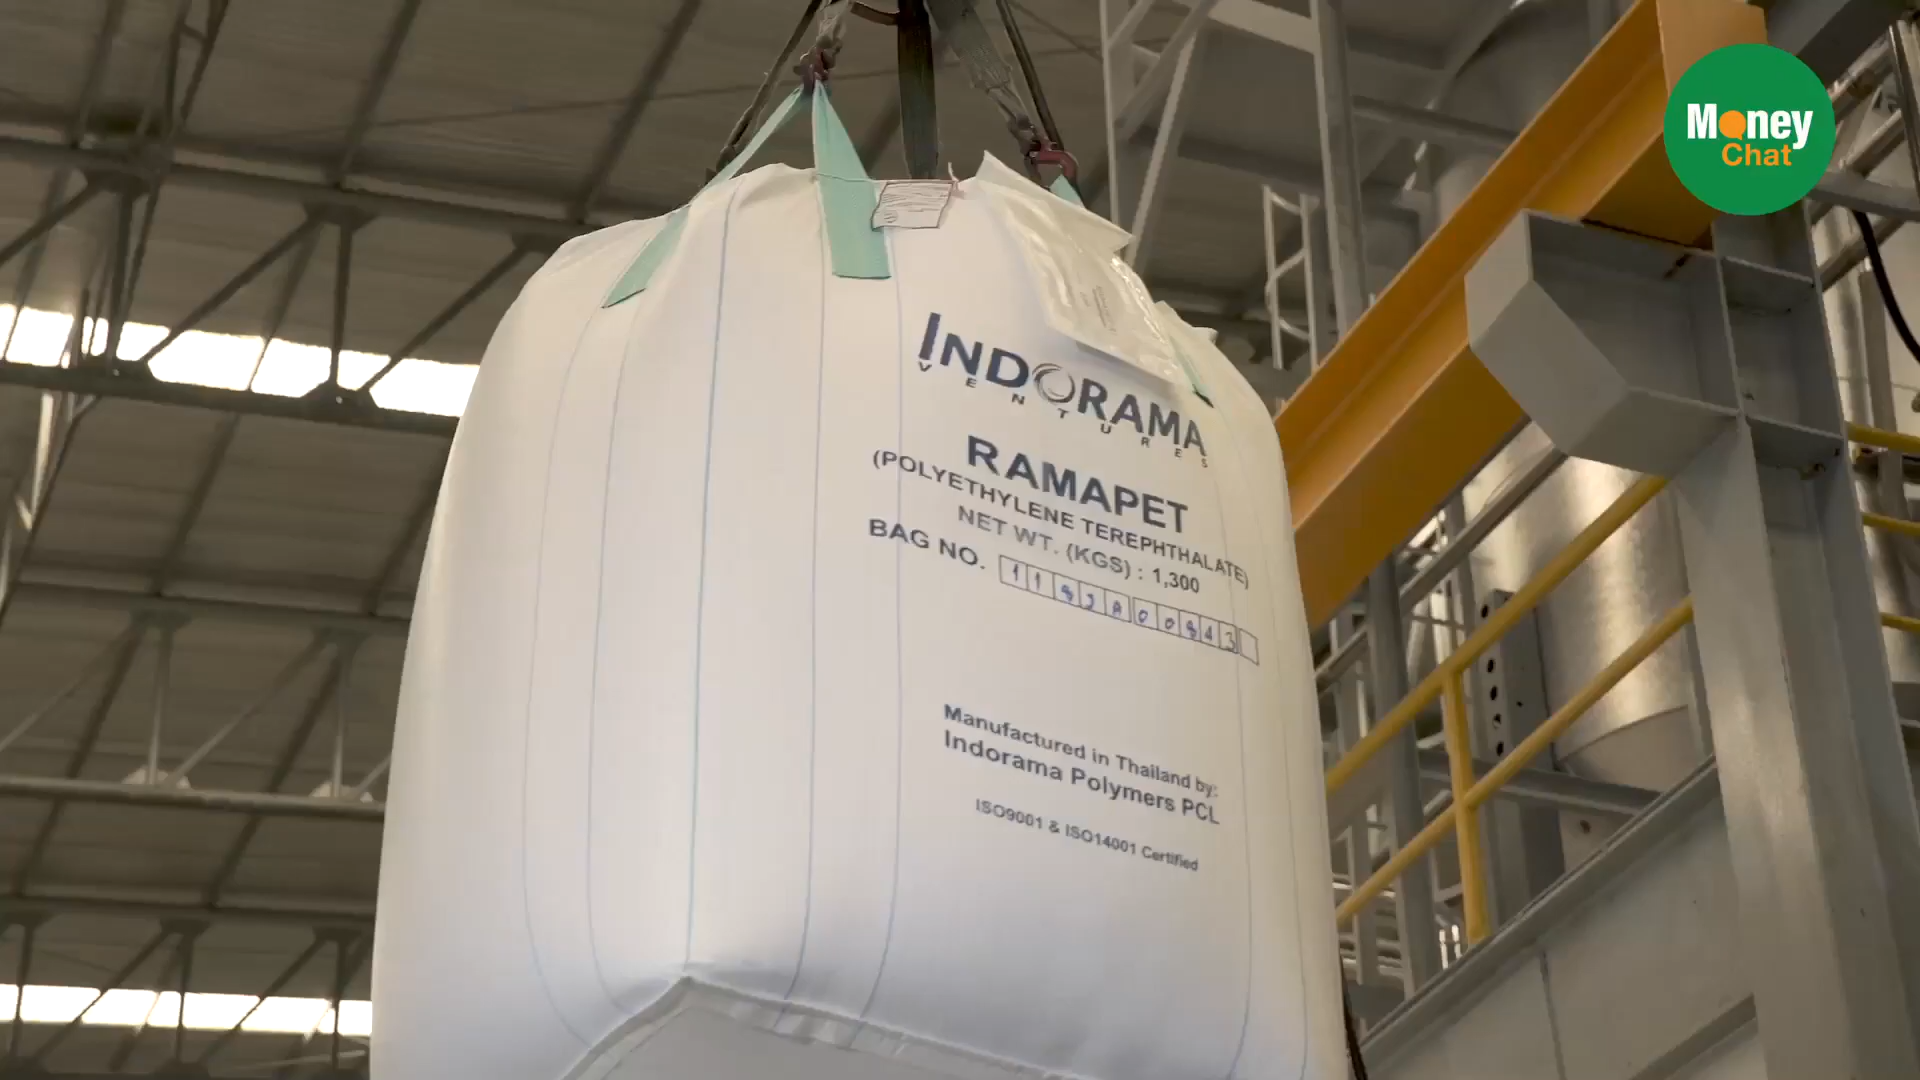 Money
Chat
INDORAMA
VENTURES
RAMAPET
(POLYETHYLENE TEREPHTHALATE)
NET WT. (KGS) : 1,300
BAG NO.
Manufactured in Thailand by:
Indorama Polymers PCL
ISO9001 & ISO14001 Certified